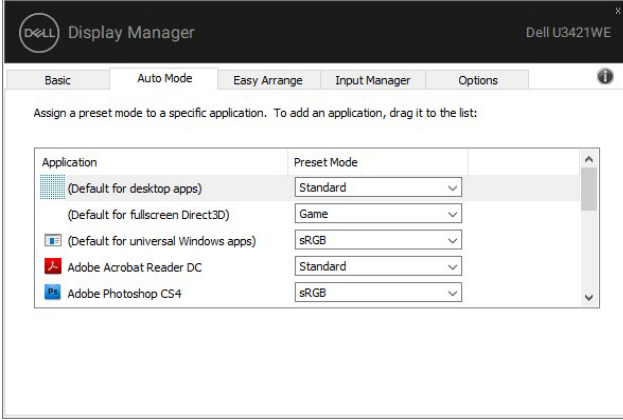 DELL Display Manager Dell U3421WE
Basic Auto Mode Easy Arrange Input Manager Options
Assign a preset mode to a specific application. To add an application, drag it to the list:
Application Preset Mode
(Default for desktop apps) Standard
(Default for fullscreen Direct3D) Game
(Default for universal Windows apps) sRGB
Adobe Acrobat Reader DC Standard
Ps Adobe Photoshop CS4 sRGB